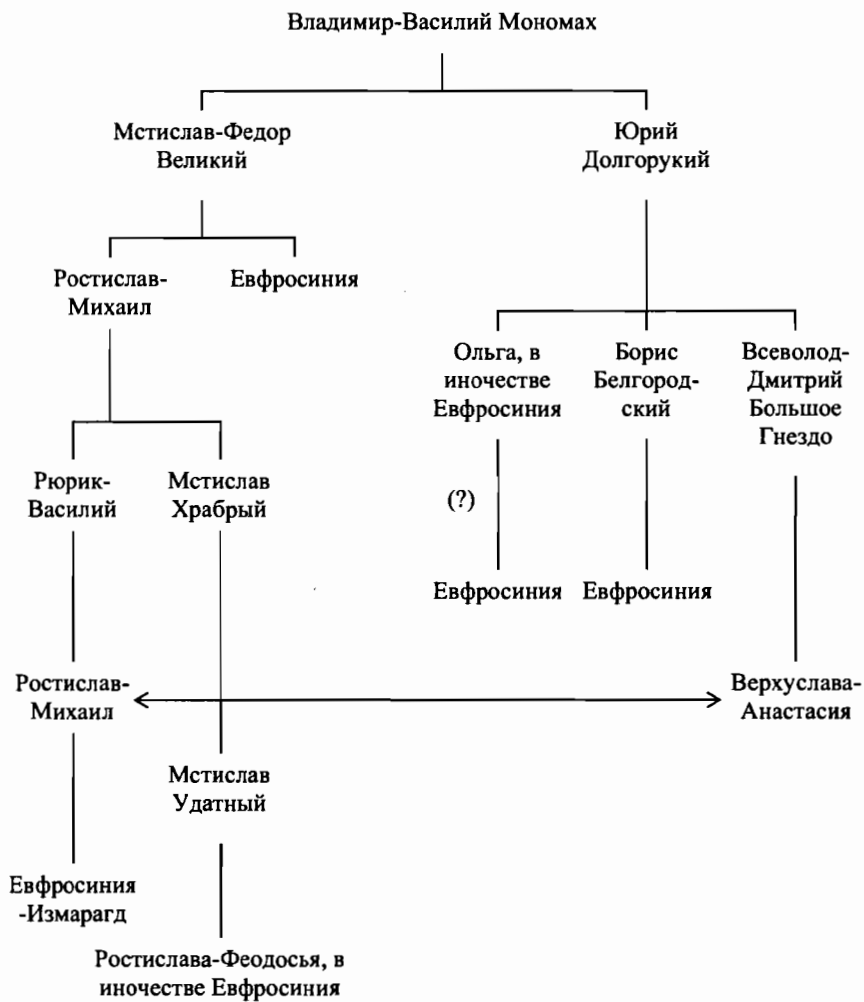 Владимир-Василий Мономах
Мстислав-Федор
Великий
Юрий
Долгорукий
Ростислав-
Михаил
Евфросиния
Ольга, в
иночестве
Евфросиния
Борис
Белгород-
ский
Всеволод-
Дмитрий
Большое
Гнездо
Рюрик-
Василий
Мстислав
Храбрый
(?)
Евфросиния
Евфросиния
Ростислав-
Михаил
Верхуслава-
Анастасия
Мстислав
Удатный
Евфросиния
-Измарагд
Ростислава-Феодосья, в
иночестве Евфросиния